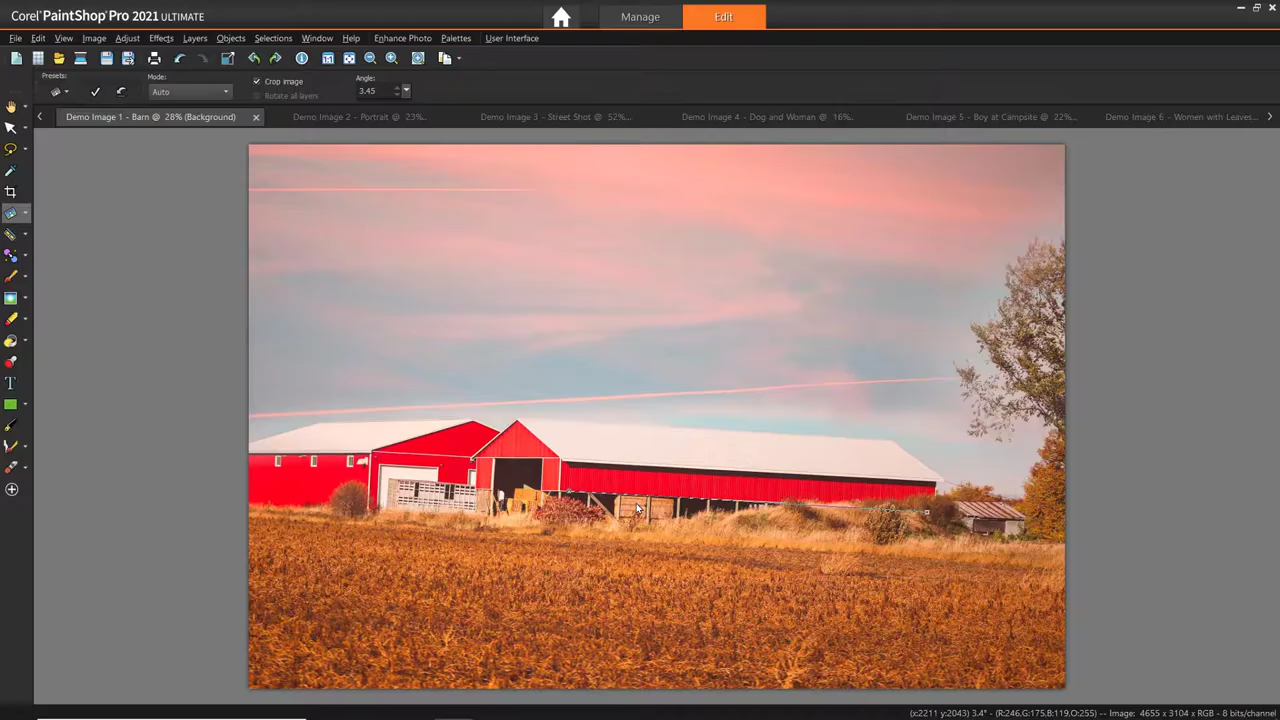 Corel PaintShop Pro 2021 ULTIMATE
Manage
Edit
File Edit View Image Adjust Effects Layers Objects Selections Window Help Enhance Photo Palettes User Interface
Presets:
Mode:
Auto
Crop image
Rotate all layers
Angle:
3.45
Demo Image 1 - Barn @ 28% (Background)
Demo Image 2 - Portrait @ 23%...
Demo Image 3 - Street Shot @ 52%...
Demo Image 4 - Dog and Woman @ 16%...
Demo Image 5 - Boy at Campsite @ 22%...
Demo Image 6 - Women with Leaves...
(x:2211 y:2043) 3.4° - (R:246,G:175,B:119,O:255) -- Image: 4655 x 3104 x RGB - 8 bits/channel